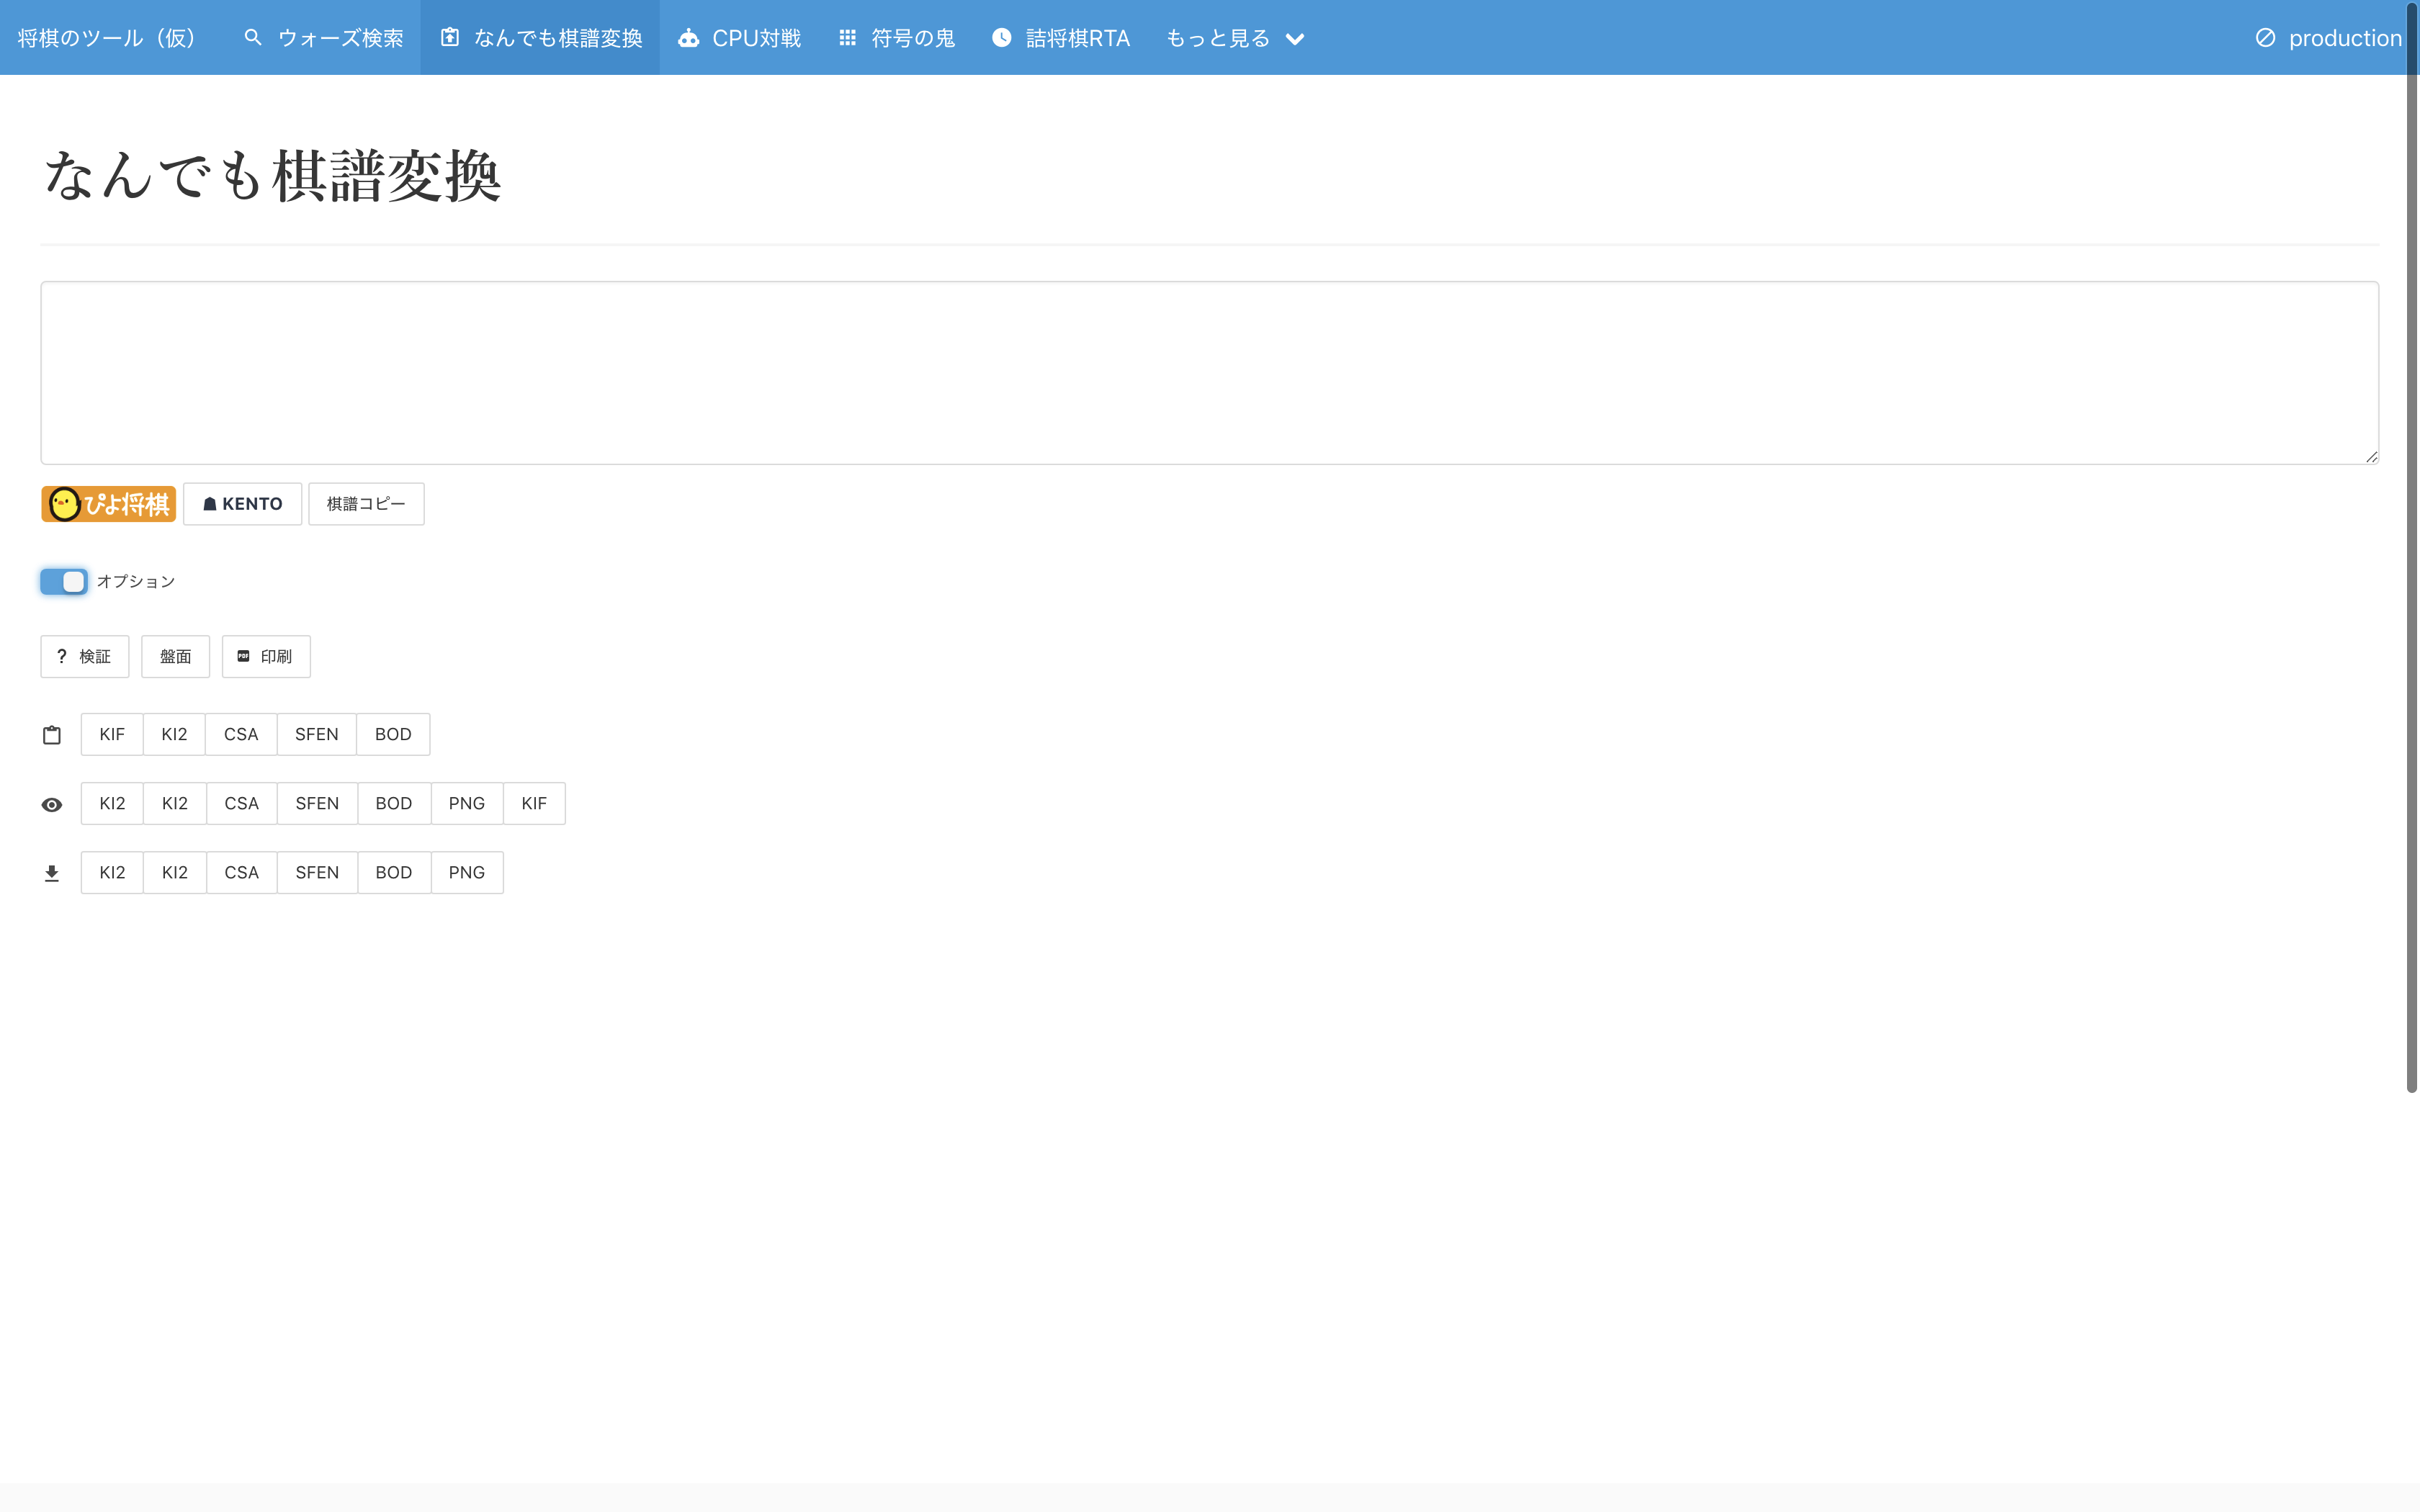 将棋のツール（仮） ウォーズ検索 なんでも棋譜変換 CPU対戦 符号の鬼 詰将棋RTA もっと見る production
なんでも棋譜変換
ぴよ将棋 KENTO 棋譜コピー
オプション
? 検証 盤面 PDF 印刷
KIF KI2 CSA SFEN BOD
KI2 KI2 CSA SFEN BOD PNG KIF
KI2 KI2 CSA SFEN BOD PNG